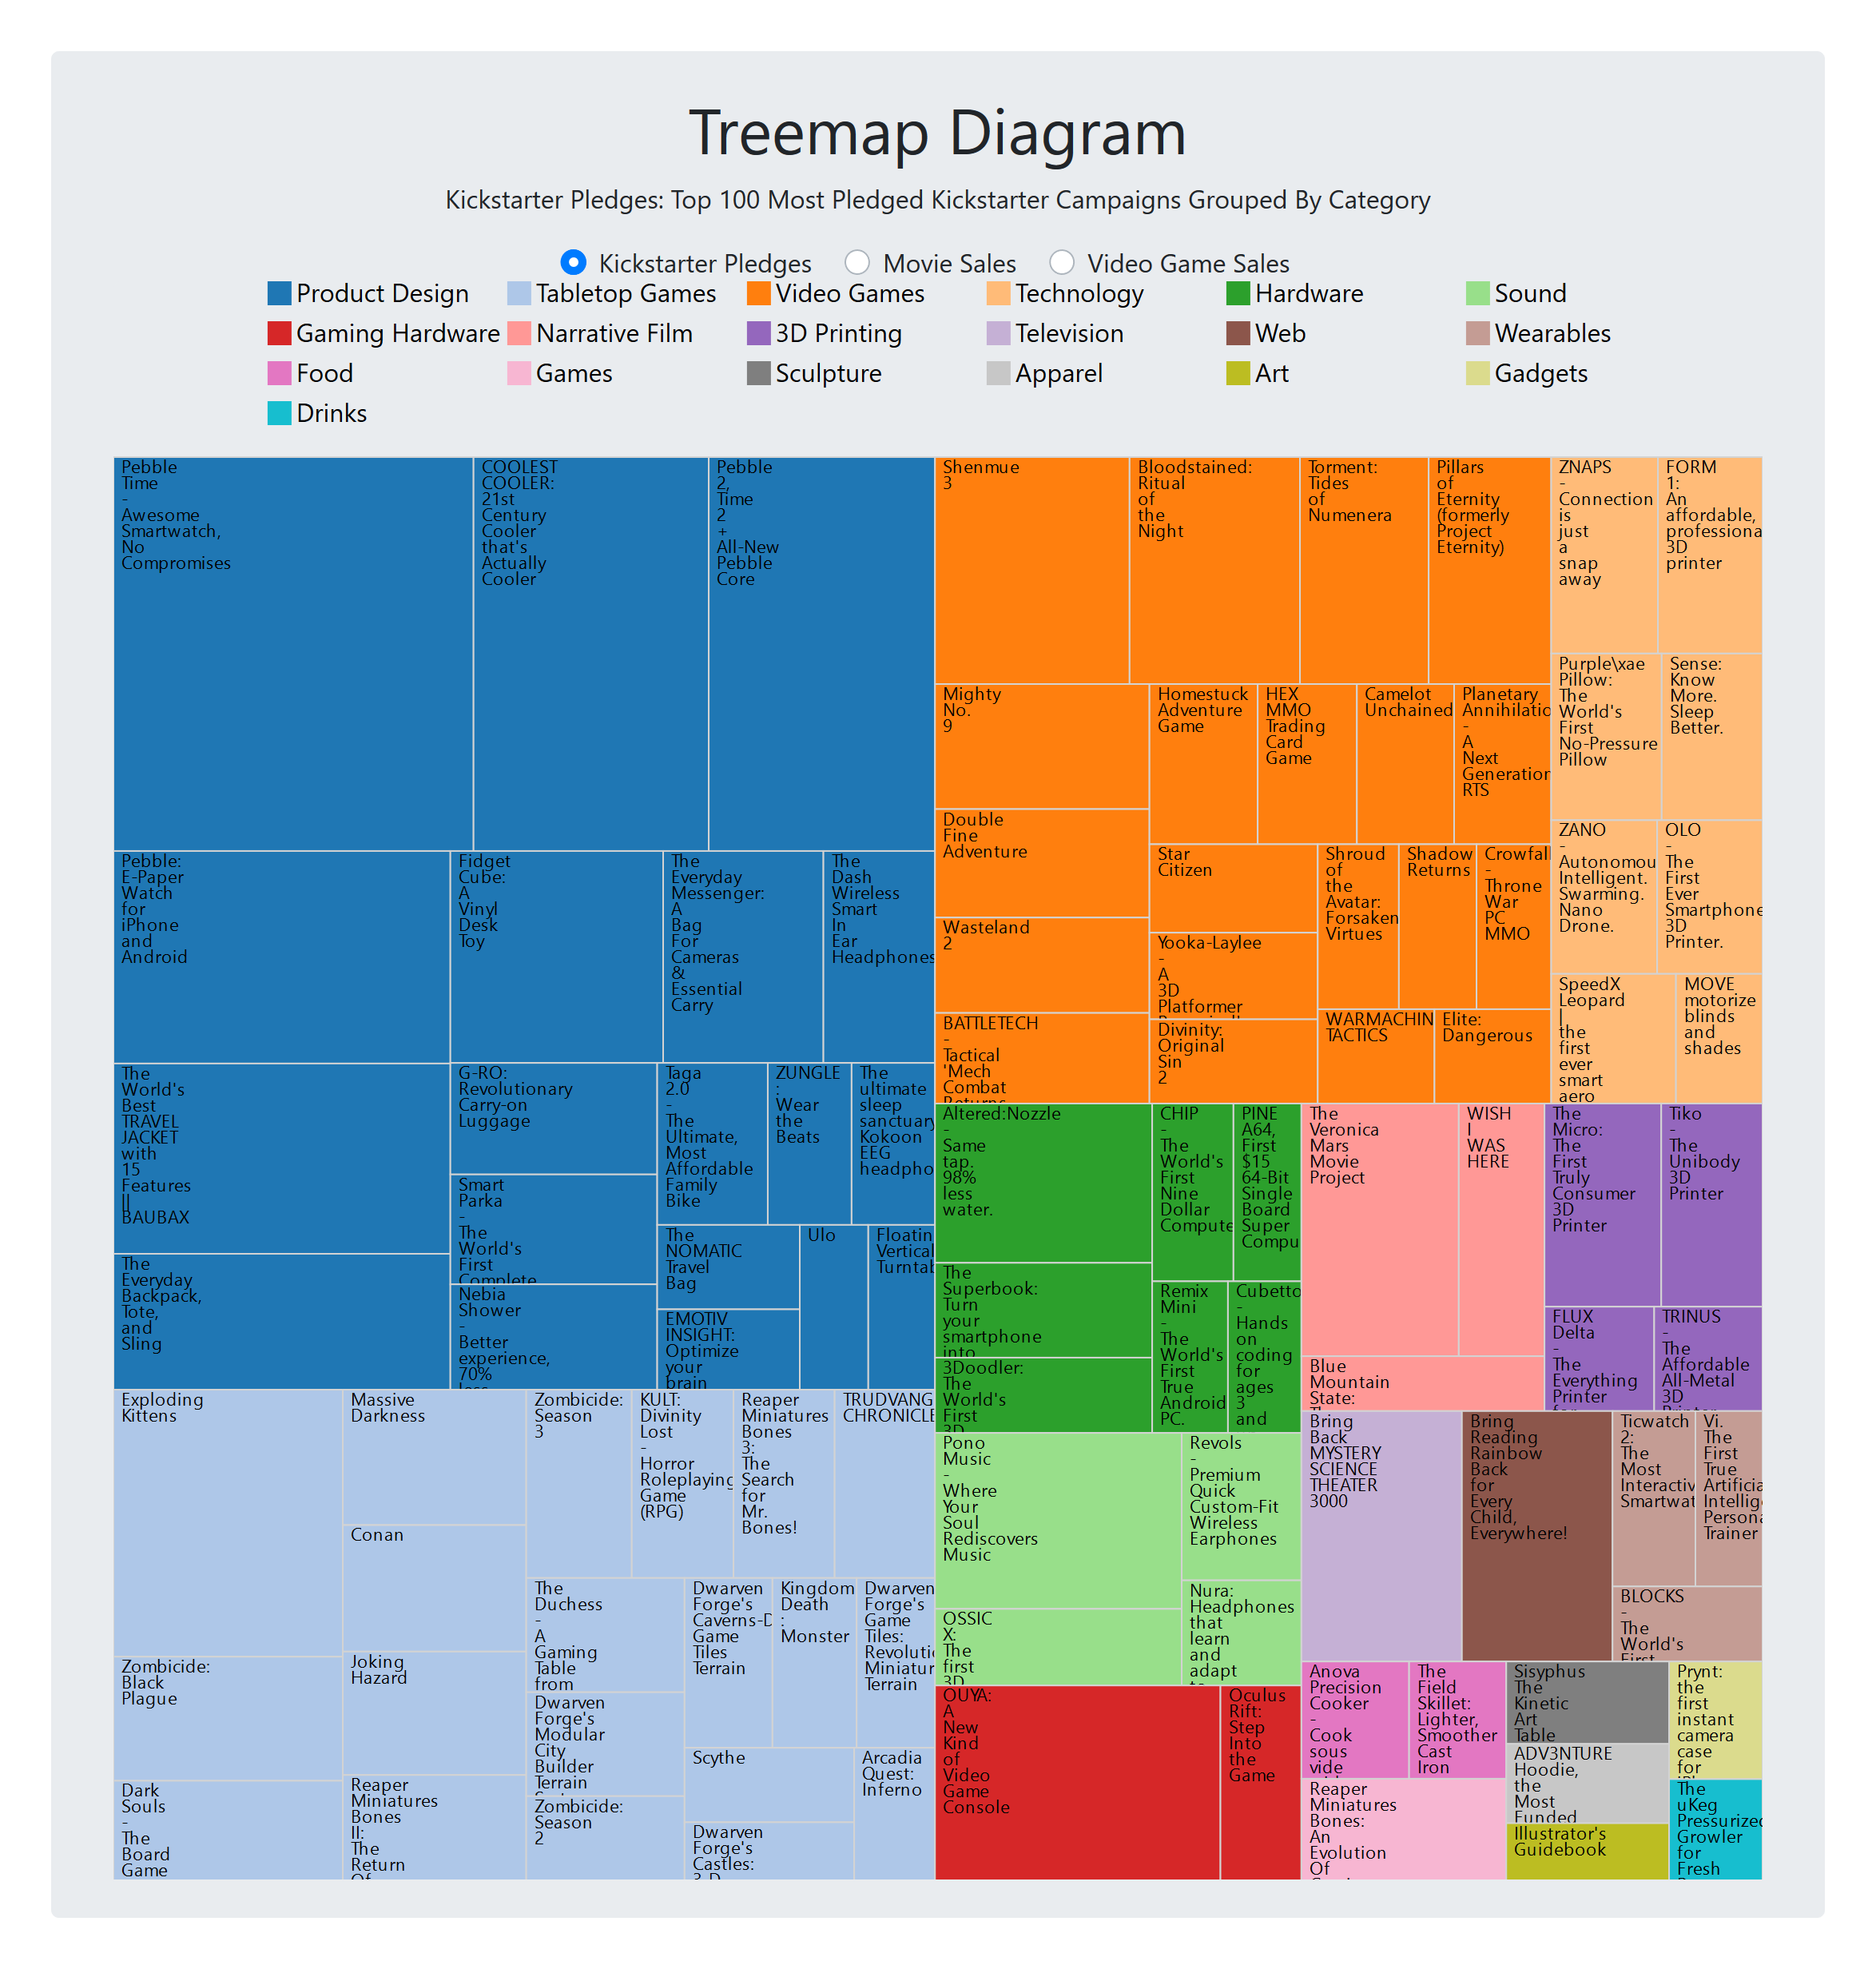 Treemap Diagram
Kickstarter Pledges: Top 100 Most Pledged Kickstarter Campaigns Grouped By Category
Kickstarter Pledges
Movie Sales
Video Game Sales
Product Design
Tabletop Games
Video Games
Technology
Hardware
Sound
Gaming Hardware
Narrative Film
3D Printing
Television
Web
Wearables
Food
Games
Sculpture
Apparel
Art
Gadgets
Drinks
Pebble
Time
-
Awesome
Smartwatch,
No
Compromises
COOLEST
COOLER:
21st
Century
Cooler
that's
Actually
Cooler
Pebble
2,
Time
2
+
All-New
Pebble
Core
Pebble:
E-Paper
Watch
for
iPhone
and
Android
Fidget
Cube:
A
Vinyl
Desk
Toy
The
Everyday
Messenger:
A
Bag
For
Cameras
&
Essential
Carry
The
Dash
Wireless
Smart
In
Ear
Headphones
The
World's
Best
TRAVEL
JACKET
with
15
Features
||
BAUBAX
The
Everyday
Backpack,
Tote,
and
Sling
G-RO:
Revolutionary
Carry-on
Luggage
Smart
Parka
-
The
World's
First
Complete
Nebia
Shower
-
Better
experience,
70%
Taga
2.0
-
The
Ultimate,
Most
Affordable
Family
Bike
ZUNGLE
:
Wear
the
Beats
The
ultimate
sleep
sanctuary
Kokoon
EEG
headpho
The
NOMATIC
Travel
Bag
EMOTIV
INSIGHT:
Optimize
your
brain
Ulo
Floatin
Vertical
Turntab
Exploding
Kittens
Zombicide:
Black
Plague
Dark
Souls
-
The
Board
Game
Massive
Darkness
Conan
Joking
Hazard
Reaper
Miniatures
Bones
II:
The
Return
Of
Zombicide:
Season
3
KULT:
Divinity
Lost
-
Horror
Roleplaying
Game
(RPG)
Reaper
Miniatures
Bones
3:
The
Search
for
Mr.
Bones!
TRUDVANG
CHRONICLE
The
Duchess
-
A
Gaming
Table
from
Dwarven
Forge's
Modular
City
Builder
Terrain
Zombicide:
Season
2
Dwarven
Forge's
Caverns-D
Game
Tiles
Terrain
Kingdom
Death
:
Monster
Dwarven
Forge's
Game
Tiles:
Revoluti
Miniatur
Terrain
Scythe
Dwarven
Forge's
Castles:
3-D
Arcadia
Quest:
Inferno
Shenmue
3
Bloodstained:
Ritual
of
the
Night
Torment:
Tides
of
Numenera
Pillars
of
Eternity
(formerly
Project
Eternity)
Mighty
No.
9
Double
Fine
Adventure
Wasteland
2
BATTLETECH
-
Tactical
'Mech
Combat
Returns
Homestuck
Adventure
Game
HEX
MMO
Trading
Card
Game
Camelot
Unchained
Planetary
Annihilatio
-
A
Next
Generation
RTS
Star
Citizen
Yooka-Laylee
-
A
3D
Platformer
Divinity:
Original
Sin
2
Shroud
of
the
Avatar:
Forsaken
Virtues
Shadow
Returns
Crowfall
-
Throne
War
PC
MMO
WARMACHIN
TACTICS
Elite:
Dangerous
ZNAPS
-
Connection
is
just
a
snap
away
FORM
1:
An
affordable,
professiona
3D
printer
Purple\xae
Pillow:
The
World's
First
No-Pressure
Pillow
Sense:
Know
More.
Sleep
Better.
ZANO
-
Autonomou
Intelligent.
Swarming.
Nano
Drone.
OLO
-
The
First
Ever
Smartphone
3D
Printer.
SpeedX
Leopard
|
the
first
ever
smart
aero
MOVE
motorize
blinds
and
shades
Altered:Nozzle
-
Same
tap.
98%
less
water.
The
Superbook:
Turn
your
smartphone
into
3Doodler:
The
World's
First
3D
CHIP
-
The
World's
First
Nine
Dollar
Compute
PINE
A64,
First
$15
64-Bit
Single
Board
Super
Compu
Remix
Mini
-
The
World's
First
True
Android
PC.
Cubetto
-
Hands
on
coding
for
ages
3
and
Pono
Music
-
Where
Your
Soul
Rediscovers
Music
OSSIC
X:
The
first
3D
Revols
-
Premium
Quick
Custom-Fit
Wireless
Earphones
Nura:
Headphones
that
learn
and
adapt
to
OUYA:
A
New
Kind
of
Video
Game
Console
Oculus
Rift:
Step
Into
the
Game
The
Veronica
Mars
Movie
Project
WISH
I
WAS
HERE
Blue
Mountain
State:
The
Micro:
The
First
Truly
Consumer
3D
Printer
Tiko
-
The
Unibody
3D
Printer
FLUX
Delta
-
The
Everything
Printer
for
TRINUS
-
The
Affordable
All-Metal
3D
Printer
Bring
Back
MYSTERY
SCIENCE
THEATER
3000
Bring
Reading
Rainbow
Back
for
Every
Child,
Everywhere!
Ticwatch
2:
The
Most
Interactiv
Smartwat
Vi.
The
First
True
Artificia
Intellige
Persona
Trainer
BLOCKS
-
The
World's
First
Anova
Precision
Cooker
-
Cook
sous
vide
The
Field
Skillet:
Lighter,
Smoother
Cast
Iron
Reaper
Miniatures
Bones:
An
Evolution
Of
Sisyphus
The
Kinetic
Art
Table
ADV3NTURE
Hoodie,
the
Most
Funded
Illustrator's
Guidebook
Prynt:
the
first
instant
camera
case
for
The
uKeg
Pressurized
Growler
for
Fresh